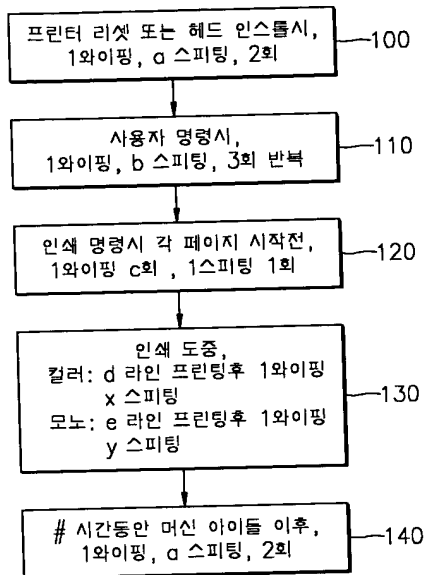 프린터 리셋 또는 헤드 인스톨시,
1와이핑, a 스피팅, 2회
100
사용자 명령시,
1와이핑, b 스피팅, 3회 반복
110
인쇄 명령시 각 페이지 시작전,
1와이핑 c회 , 1스피팅 1회
120
인쇄 도중,
컬러: d 라인 프린팅후 1와이핑
x 스피팅
모노: e 라인 프린팅후 1와이핑
y 스피팅
130
# 시간동안 머신 아이들 이후,
1와이핑, a 스피팅, 2회
140